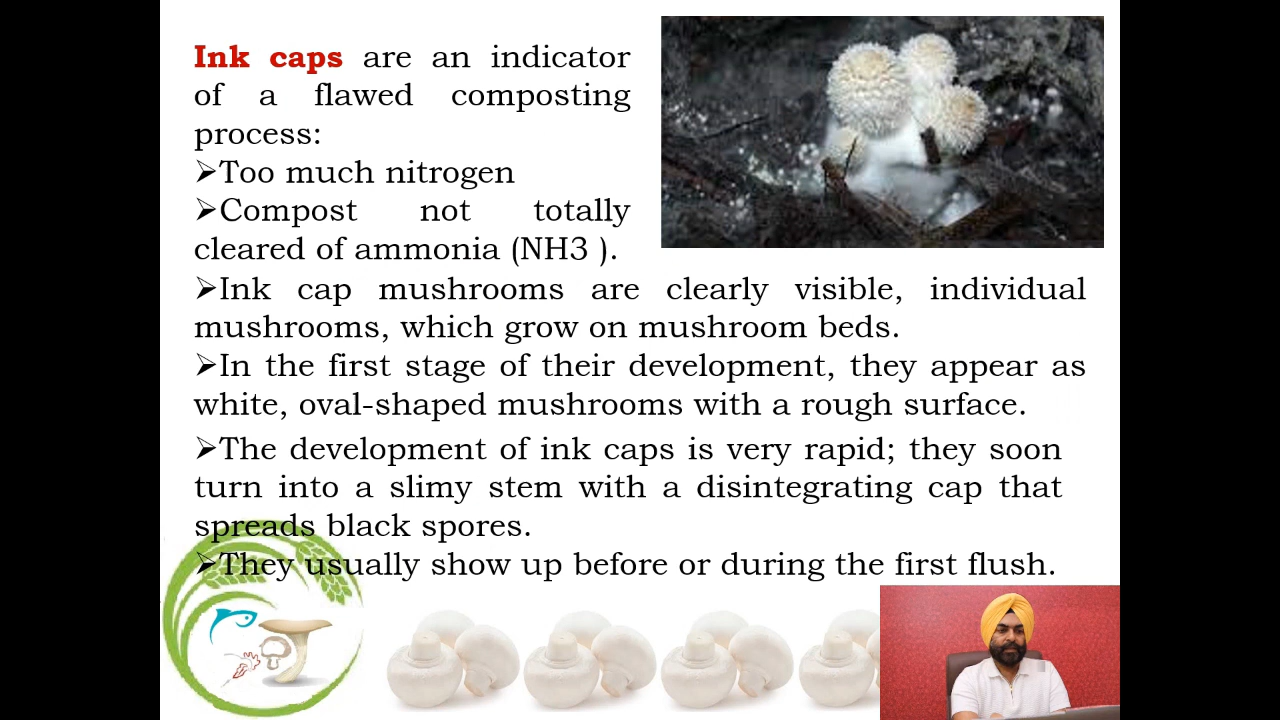 Ink caps are an indicator
of a flawed composting
process:
➢Too much nitrogen
➢Compost not totally
cleared of ammonia (NH3 ).
➢Ink cap mushrooms are clearly visible, individual
mushrooms, which grow on mushroom beds.
➢In the first stage of their development, they appear as
white, oval-shaped mushrooms with a rough surface.
➢The development of ink caps is very rapid; they soon
turn into a slimy stem with a disintegrating cap that
spreads black spores.
➢They usually show up before or during the first flush.